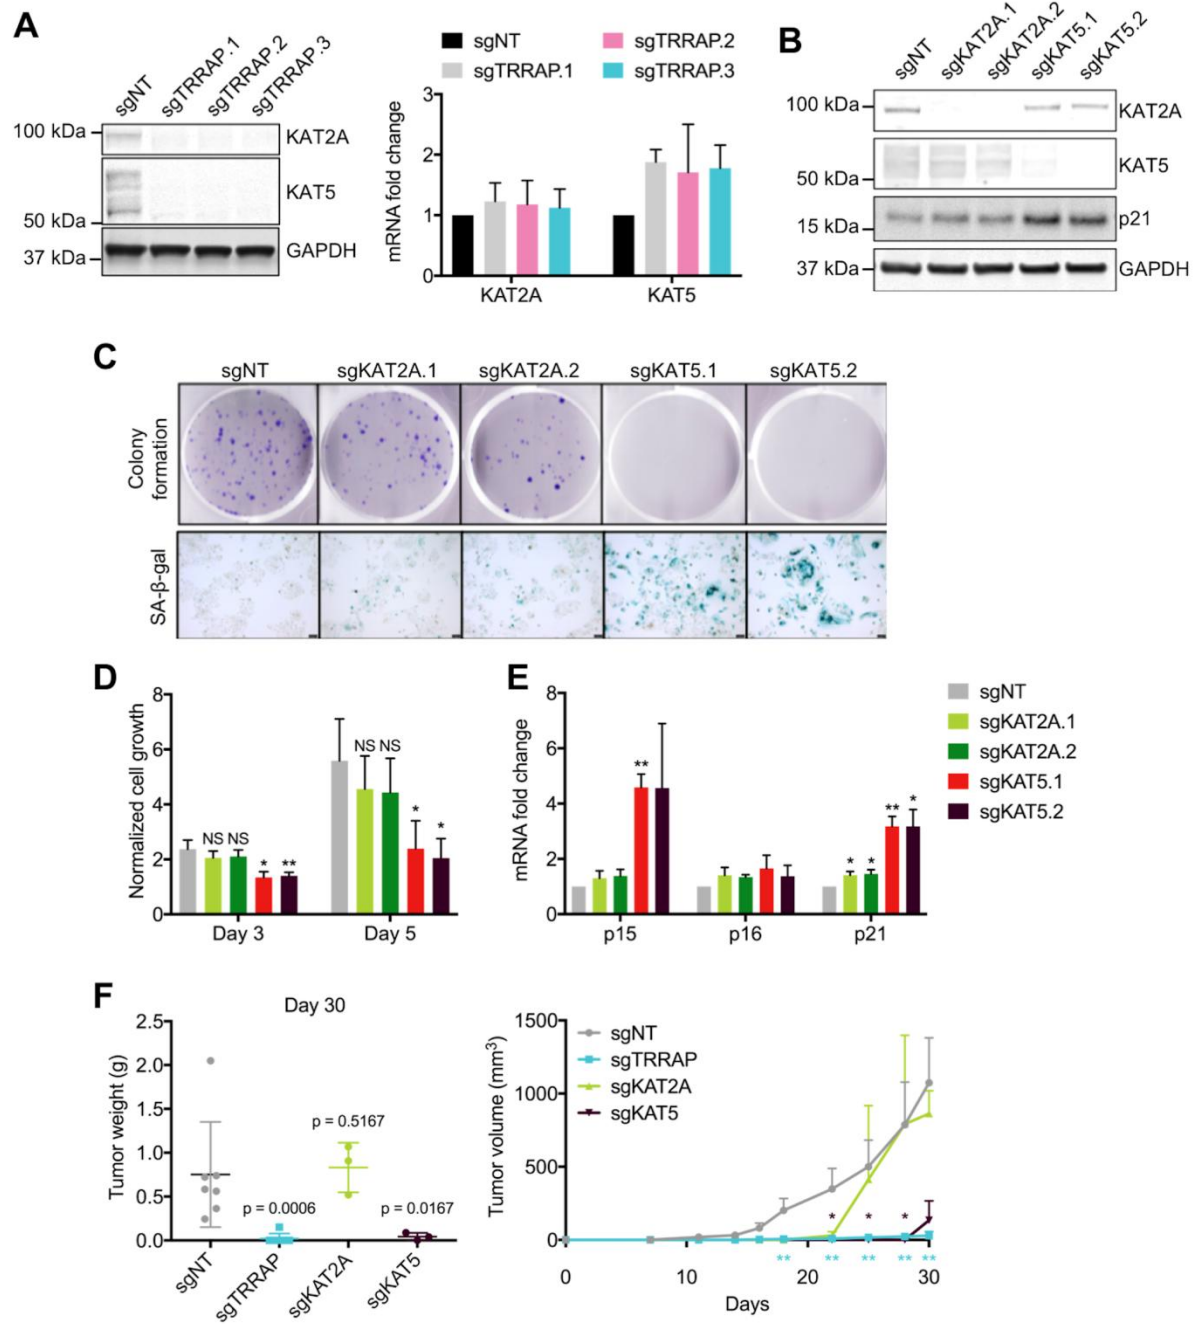 A
sgNT
sgTRRAP.1
sgTRRAP.2
sgTRRAP.3
100 kDa
KAT2A
KAT5
50 kDa
GAPDH
37 kDa
sgNT
sgTRRAP.2
sgTRRAP.1
sgTRRAP.3
mRNA fold change
3
2
1
0
KAT2A
KAT5
B
sgNT
sgKAT2A.1
sgKAT2A.2
sgKAT5.1
sgKAT5.2
100 kDa
KAT2A
KAT5
50 kDa
p21
15 kDa
37 kDa
GAPDH
C
sgNT
sgKAT2A.1
sgKAT2A.2
sgKAT5.1
sgKAT5.2
Colony
formation
SA-β-gal
D
Normalized cell growth
8
6
4
2
0
NS NS
* **
NS NS
* *
Day 3
Day 5
E
mRNA fold change
8
6
4
2
0
**
* * ** *
p15
p16
p21
sgNT
sgKAT2A.1
sgKAT2A.2
sgKAT5.1
sgKAT5.2
F
Day 30
Tumor weight (g)
2.5
2.0
1.5
1.0
0.5
0.0
p = 0.0006
p = 0.5167
p = 0.0167
sgNT
sgTRRAP
sgKAT2A
sgKAT5
Tumor volume (mm³)
1500
1000
500
0
sgNT
sgTRRAP
sgKAT2A
sgKAT5
* * *
** ** ** ** **
0
10
20
30
Days